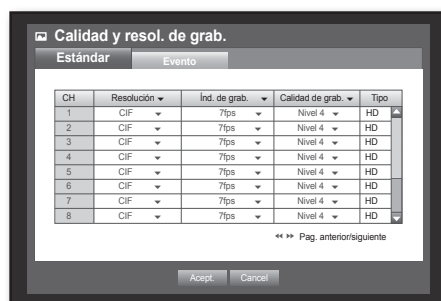 Calidad y resol. de grab.
Estándar Evento
CH Resolución Índ. de grab. Calidad de grab. Tipo
1 CIF 7fps Nivel 4 HD
2 CIF 7fps Nivel 4 HD
3 CIF 7fps Nivel 4 HD
4 CIF 7fps Nivel 4 HD
5 CIF 7fps Nivel 4 HD
6 CIF 7fps Nivel 4 HD
7 CIF 7fps Nivel 4 HD
8 CIF 7fps Nivel 4 HD
Pag. anterior/siguiente
Acept. Cancel